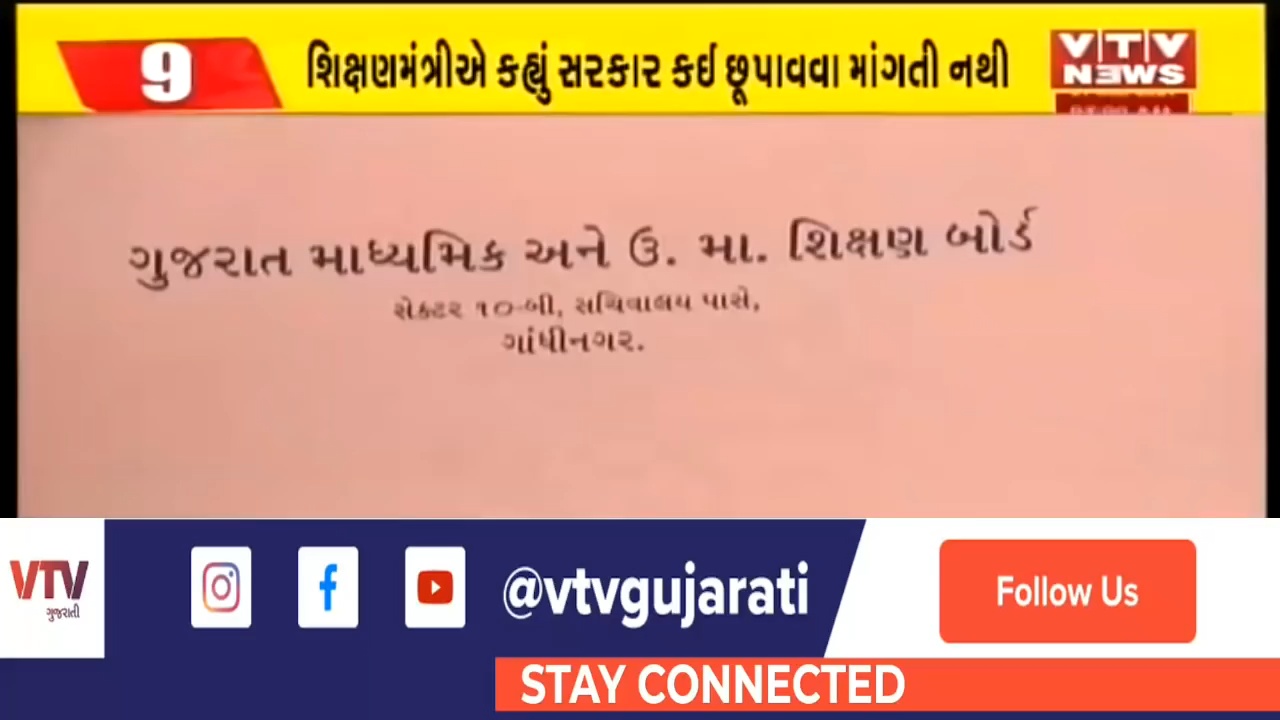 9
શિક્ષણમંત્રીએ કહ્યું સરકાર કઇ છૂપાવવા માંગતી નથી
VTV
NEWS
ગુજરાત માધ્યમિક અને ઉ. મા. શિક્ષણ બોર્ડ
સેક્ટર ૧૦-બી, સચિવાલય પાસે,
ગાંધીનગર.
VTV
ગુજરાતી
@vtvgujarati
Follow Us
STAY CONNECTED